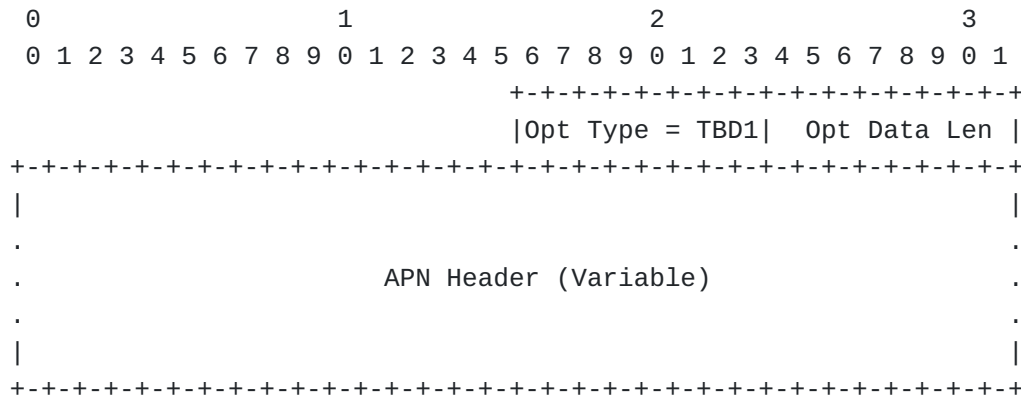 0                   1                   2                   3
0 1 2 3 4 5 6 7 8 9 0 1 2 3 4 5 6 7 8 9 0 1 2 3 4 5 6 7 8 9 0 1
+-+-+-+-+-+-+-+-+-+-+-+-+-+-+-+-+
|Opt Type = TBD1|  Opt Data Len |
+-+-+-+-+-+-+-+-+-+-+-+-+-+-+-+-+-+-+-+-+-+-+-+-+-+-+-+-+-+-+-+-+
|                                                               |
.                                                               .
.                       APN Header (Variable)                   .
.                                                               .
|                                                               |
+-+-+-+-+-+-+-+-+-+-+-+-+-+-+-+-+-+-+-+-+-+-+-+-+-+-+-+-+-+-+-+-+